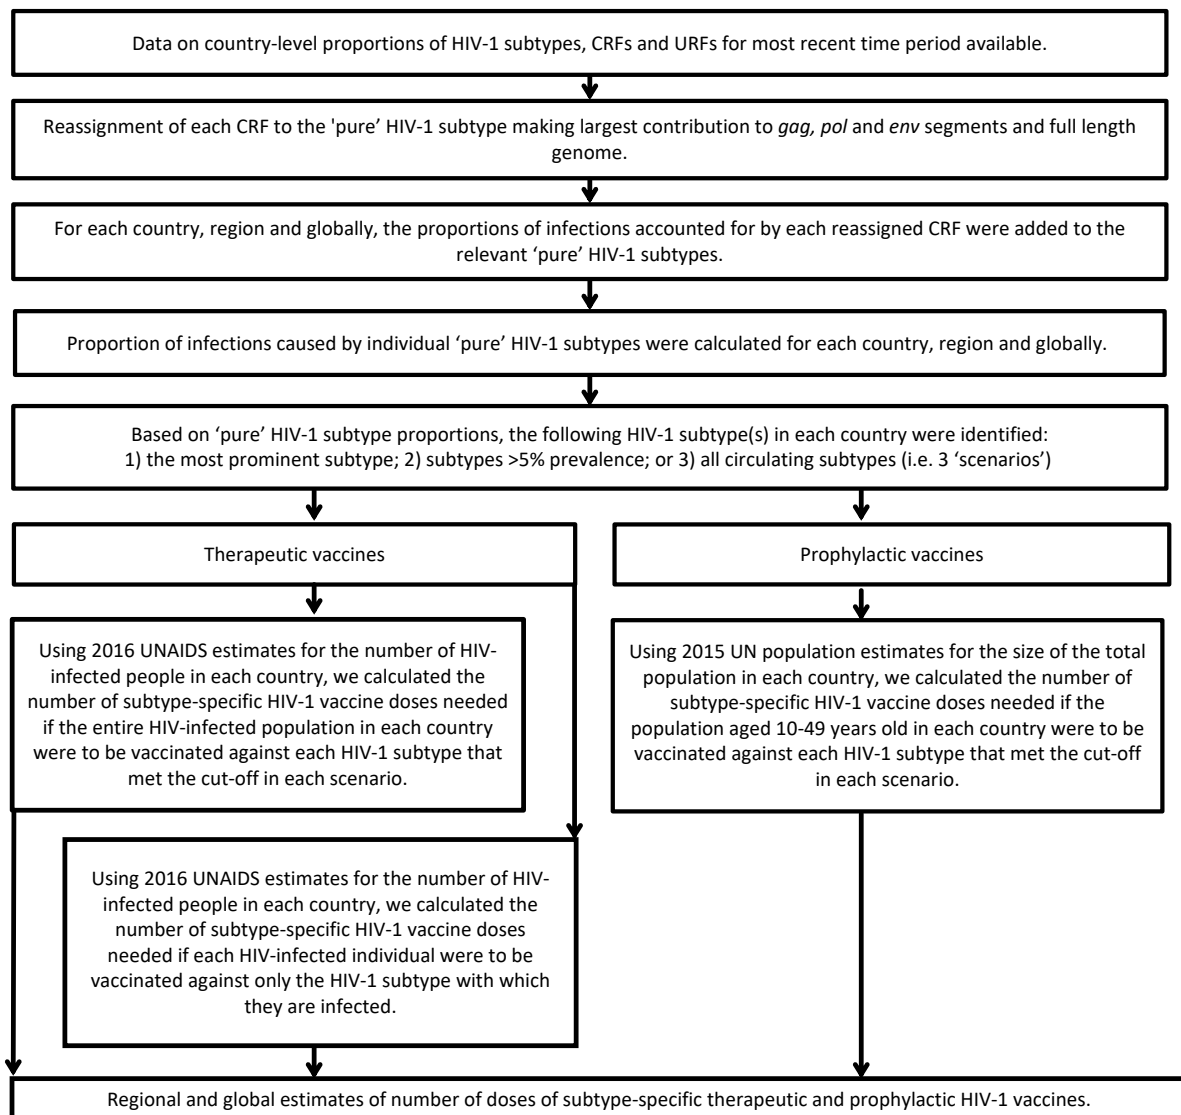 Data on country-level proportions of HIV-1 subtypes, CRFs and URFs for most recent time period available.
Reassignment of each CRF to the 'pure’ HIV-1 subtype making largest contribution to gag, pol and env segments and full length
genome.
For each country, region and globally, the proportions of infections accounted for by each reassigned CRF were added to the
relevant ‘pure’ HIV-1 subtypes.
Proportion of infections caused by individual ‘pure’ HIV-1 subtypes were calculated for each country, region and globally.
Based on ‘pure’ HIV-1 subtype proportions, the following HIV-1 subtype(s) in each country were identified:
1) the most prominent subtype; 2) subtypes >5% prevalence; or 3) all circulating subtypes (i.e. 3 ‘scenarios’)
Therapeutic vaccines
Prophylactic vaccines
Using 2016 UNAIDS estimates for the number of HIV-
infected people in each country, we calculated the
number of subtype-specific HIV-1 vaccine doses needed
if the entire HIV-infected population in each country
were to be vaccinated against each HIV-1 subtype that
met the cut-off in each scenario.
Using 2015 UN population estimates for the size of the total
population in each country, we calculated the number of
subtype-specific HIV-1 vaccine doses needed if the
population aged 10-49 years old in each country were to be
vaccinated against each HIV-1 subtype that met the cut-off
in each scenario.
Using 2016 UNAIDS estimates for the number of HIV-
infected people in each country, we calculated the
number of subtype-specific HIV-1 vaccine doses
needed if each HIV-infected individual were to be
vaccinated against only the HIV-1 subtype with which
they are infected.
Regional and global estimates of number of doses of subtype-specific therapeutic and prophylactic HIV-1 vaccines.